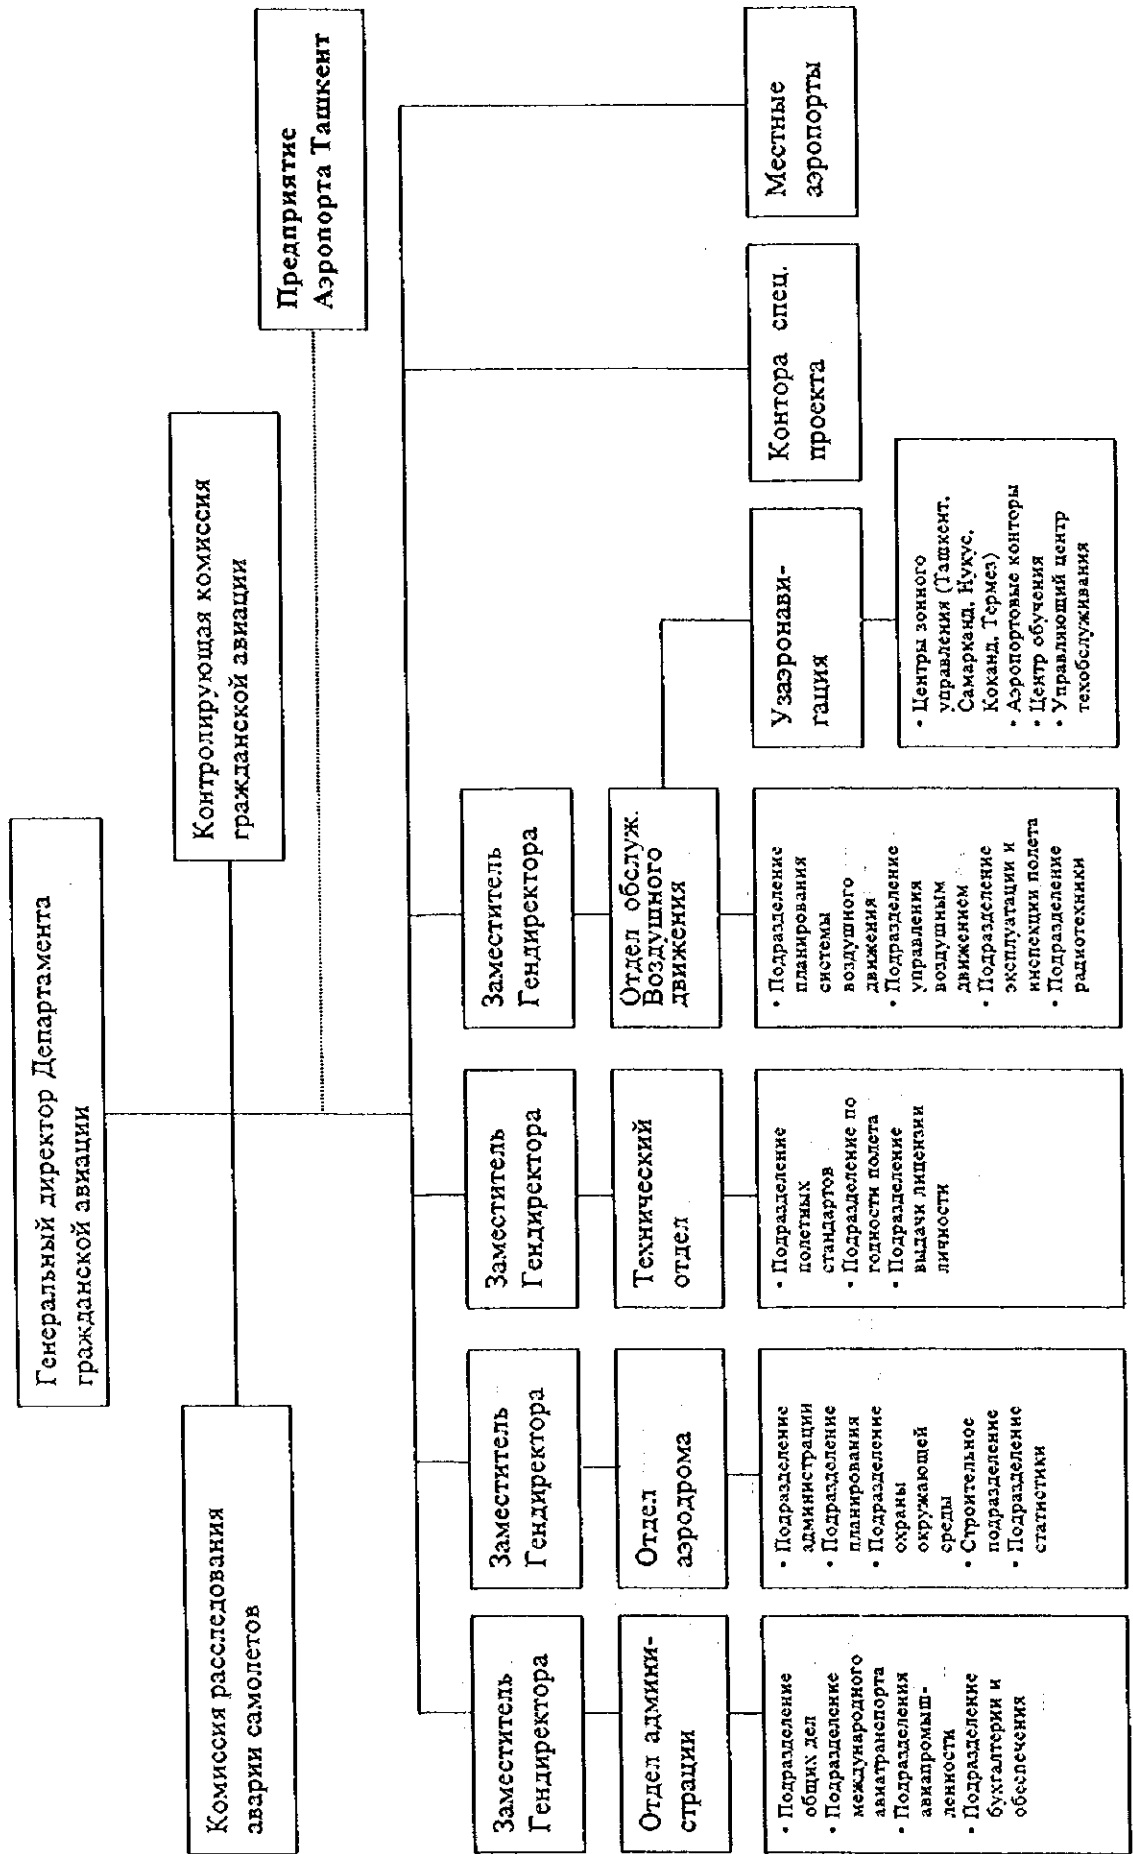 Генеральный директор Департамента
гражданской авиации
Комиссия расследования
аварии самолетов
Контролирующая комиссия
гражданской авиации
Предприятие
Аэропорта Ташкент
Заместитель
Гендиректора
Заместитель
Гендиректора
Заместитель
Гендиректора
Заместитель
Гендиректора
Отдел админи-
страции
Отдел
аэродрома
Технический
отдел
Отдел обслуж.
Воздушного
движения
Узаэронави-
гация
Контора спец.
проекта
Местные
аэропорты
• Подразделение
общих дел
• Подразделение
международного
авиатранспорта
• Подразделения
авиапромыш-
ленности
• Подразделение
бухгалтерии и
обеспечения
• Подразделение
администрации
• Подразделение
планирования
• Подразделение
охраны
окружающей
среды
• Строительное
подразделение
• Подразделение
статистики
• Подразделение
полетных
стандартов
• Подразделение по
годности полета
• Подразделение
выдачи лицензии
личности
• Подразделение
планирования
системы
воздушного
движения
• Подразделение
управления
воздушным
движением
• Подразделение
эксплуатации и
инспекции полета
• Подразделение
радиотехники
• Центры зонного
управления (Ташкент,
Самарканд, Нукус,
Коканд, Термез)
• Аэропортовые конторы
• Центр обучения
• Управляющий центр
техобслуживания